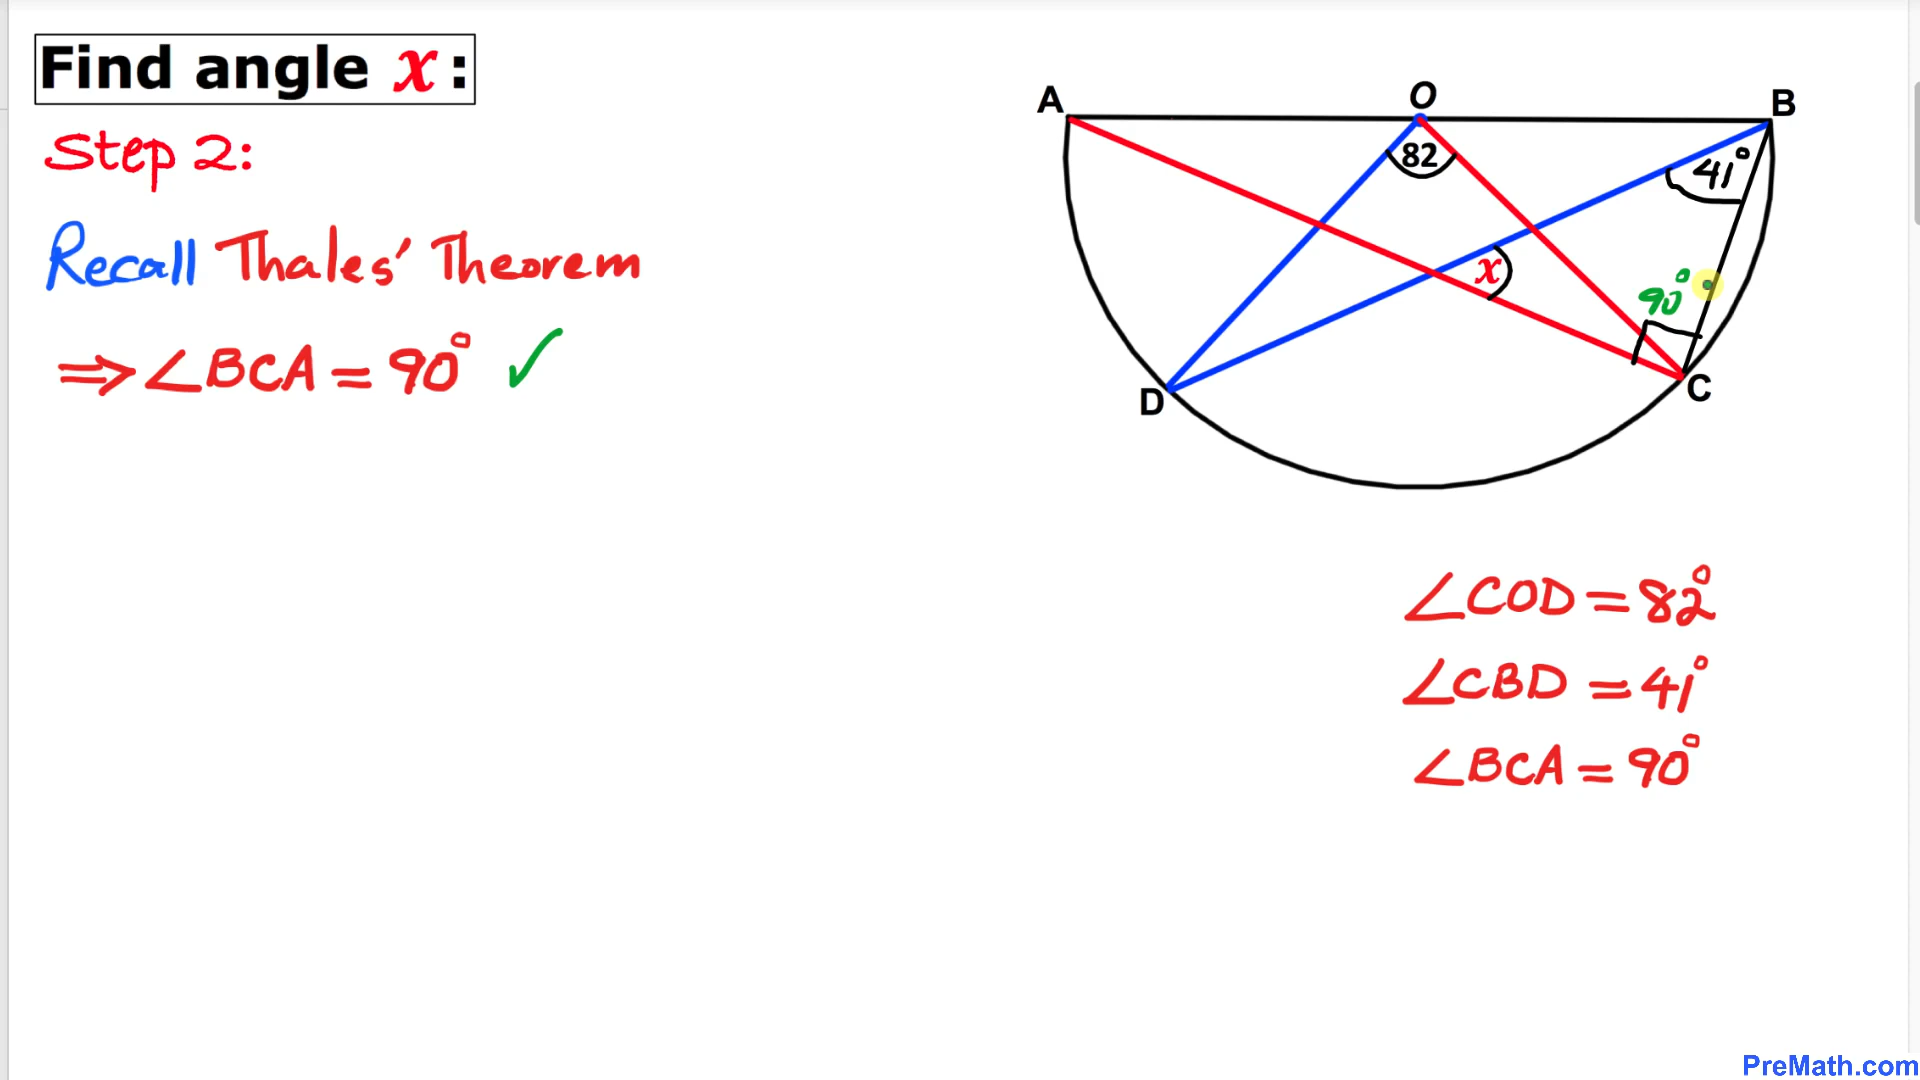 Find angle x:
Step 2:
Recall Thales' Theorem
⇒ ∠BCA = 90° ✓
A
O
B
82
41°
x
90°
D
C
∠COD = 82°
∠CBD = 41°
∠BCA = 90°
PreMath.com